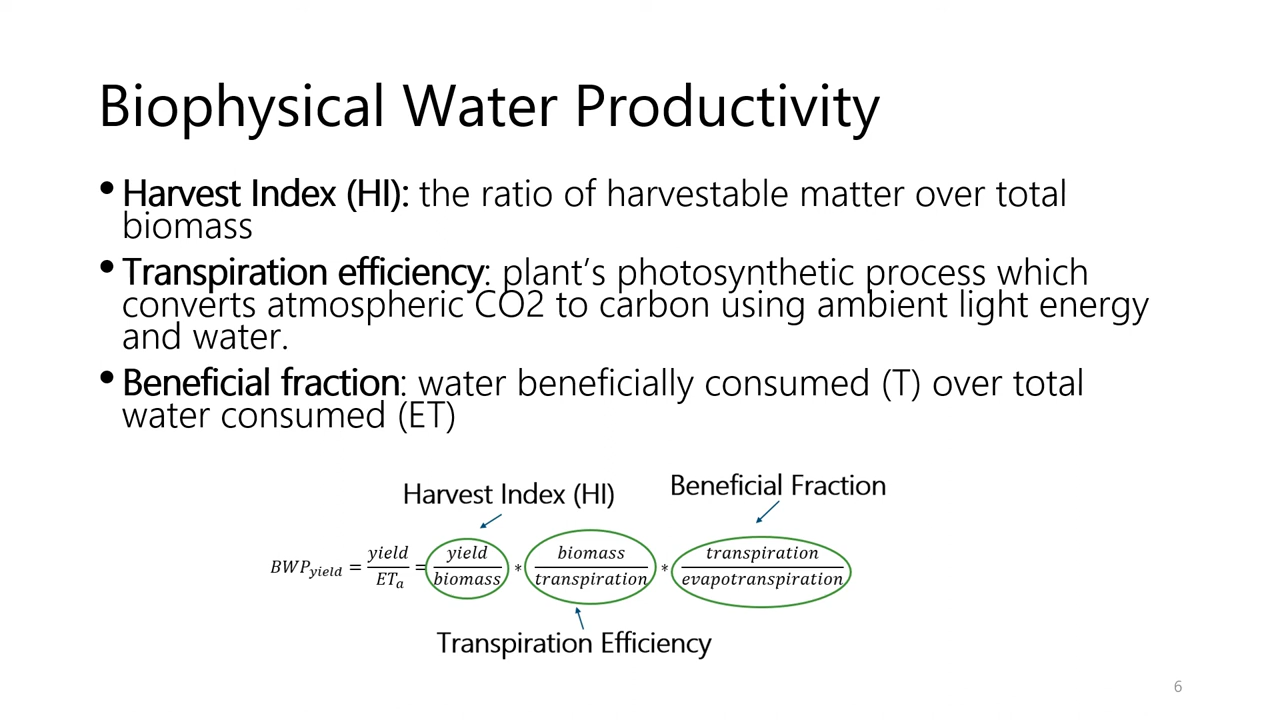 Biophysical Water Productivity
• Harvest Index (HI): the ratio of harvestable matter over total
biomass
• Transpiration efficiency: plant’s photosynthetic process which
converts atmospheric CO2 to carbon using ambient light energy
and water.
• Beneficial fraction: water beneficially consumed (T) over total
water consumed (ET)
Harvest Index (HI)
Beneficial Fraction
BWP_yield = yield/ET_a = yield/biomass * biomass/transpiration * transpiration/evapotranspiration
Transpiration Efficiency
6